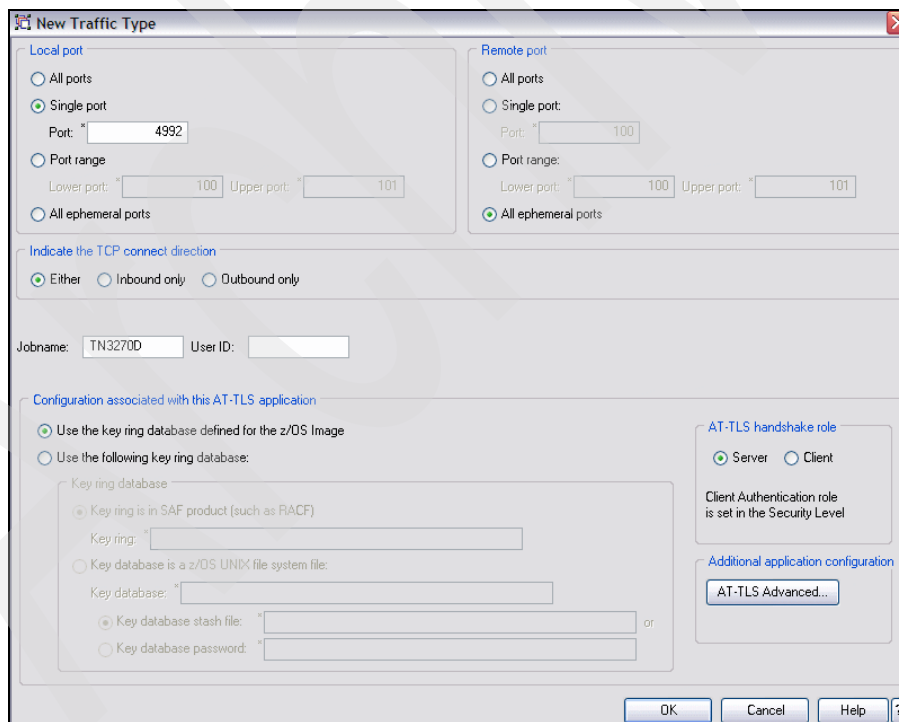 New Traffic Type
Local port
All ports
Single port
Port: * 4992
Port range
Lower port: * 100 Upper port: * 101
All ephemeral ports
Remote port
All ports
Single port:
Port: * 100
Port range:
Lower port: * 100 Upper port: * 101
All ephemeral ports
Indicate the TCP connect direction
Either Inbound only Outbound only
Jobname: TN3270D User ID:
Configuration associated with this AT-TLS application
Use the key ring database defined for the z/OS Image
Use the following key ring database:
Key ring database
Key ring is in SAF product (such as RACF)
Key ring: *
Key database is a z/OS UNIX file system file:
Key database: *
Key database stash file: * or
Key database password: *
AT-TLS handshake role
Server Client
Client Authentication role
is set in the Security Level
Additional application configuration
AT-TLS Advanced...
OK Cancel Help ?